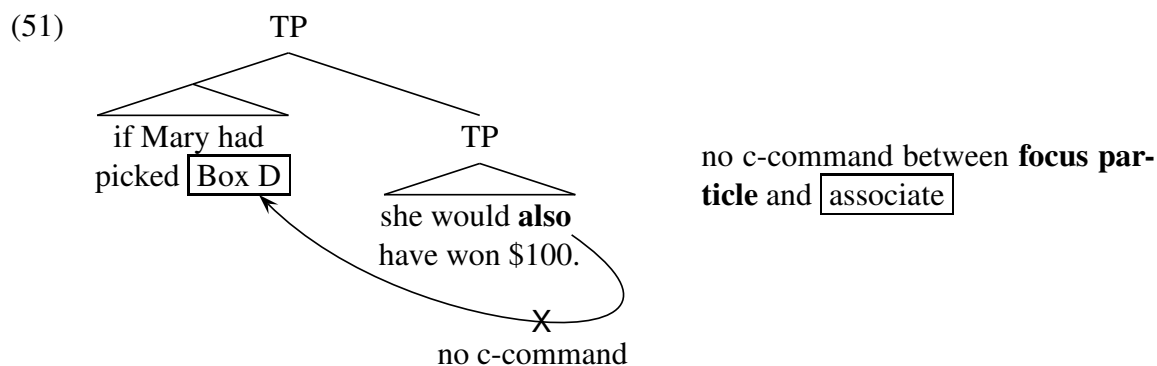 (51)
TP
if Mary had
picked Box D
TP
she would also
have won $100.
X
no c-command
no c-command between focus par-
ticle and associate